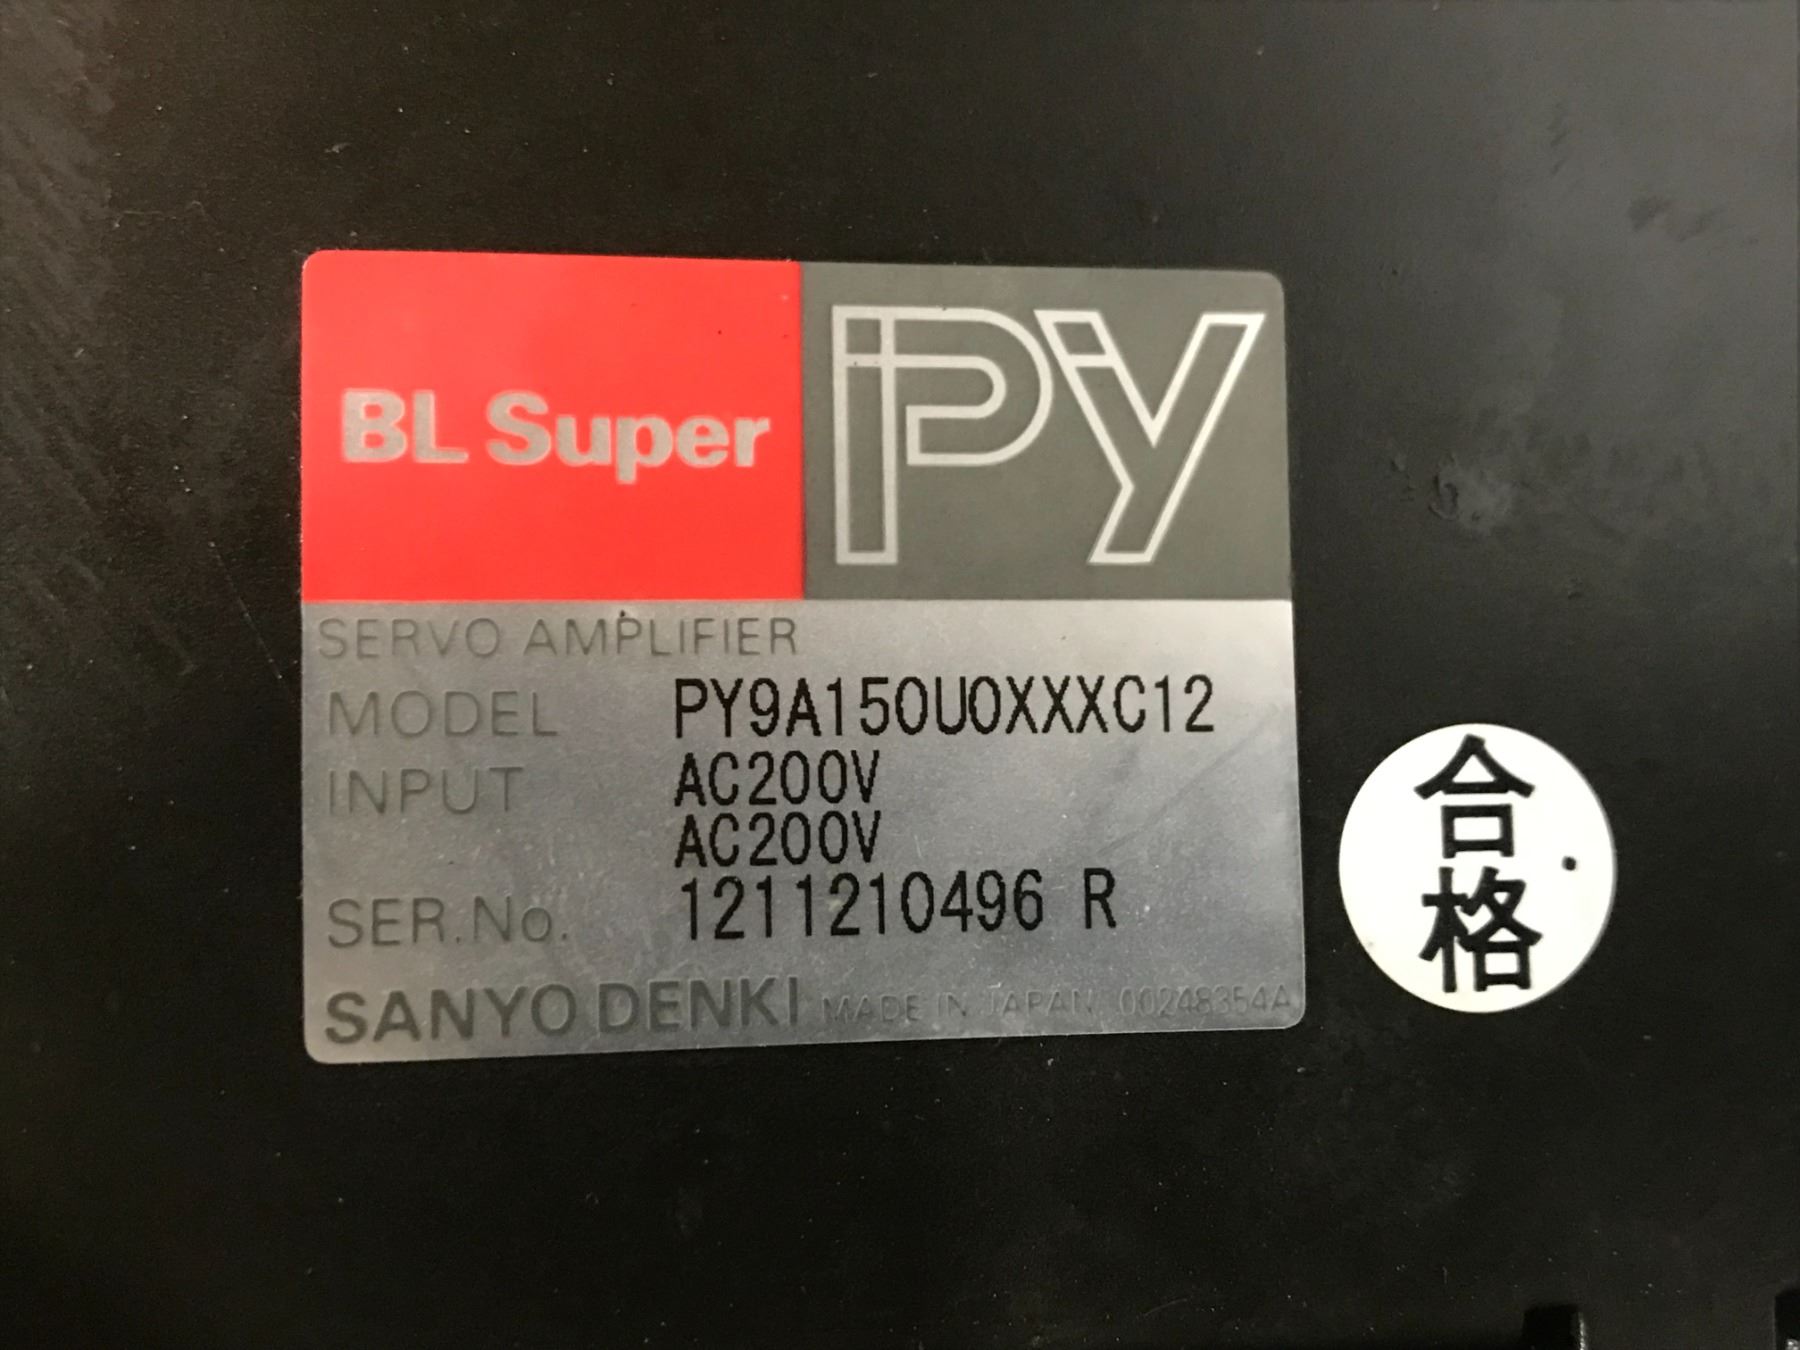 BL Super
PY
SERVO AMPLIFIER
MODEL PY9A150U0XXXC12
INPUT AC200V
AC200V
SER.No. 1211210496 R
SANYO DENKI MADE IN JAPAN 00248354A
合格